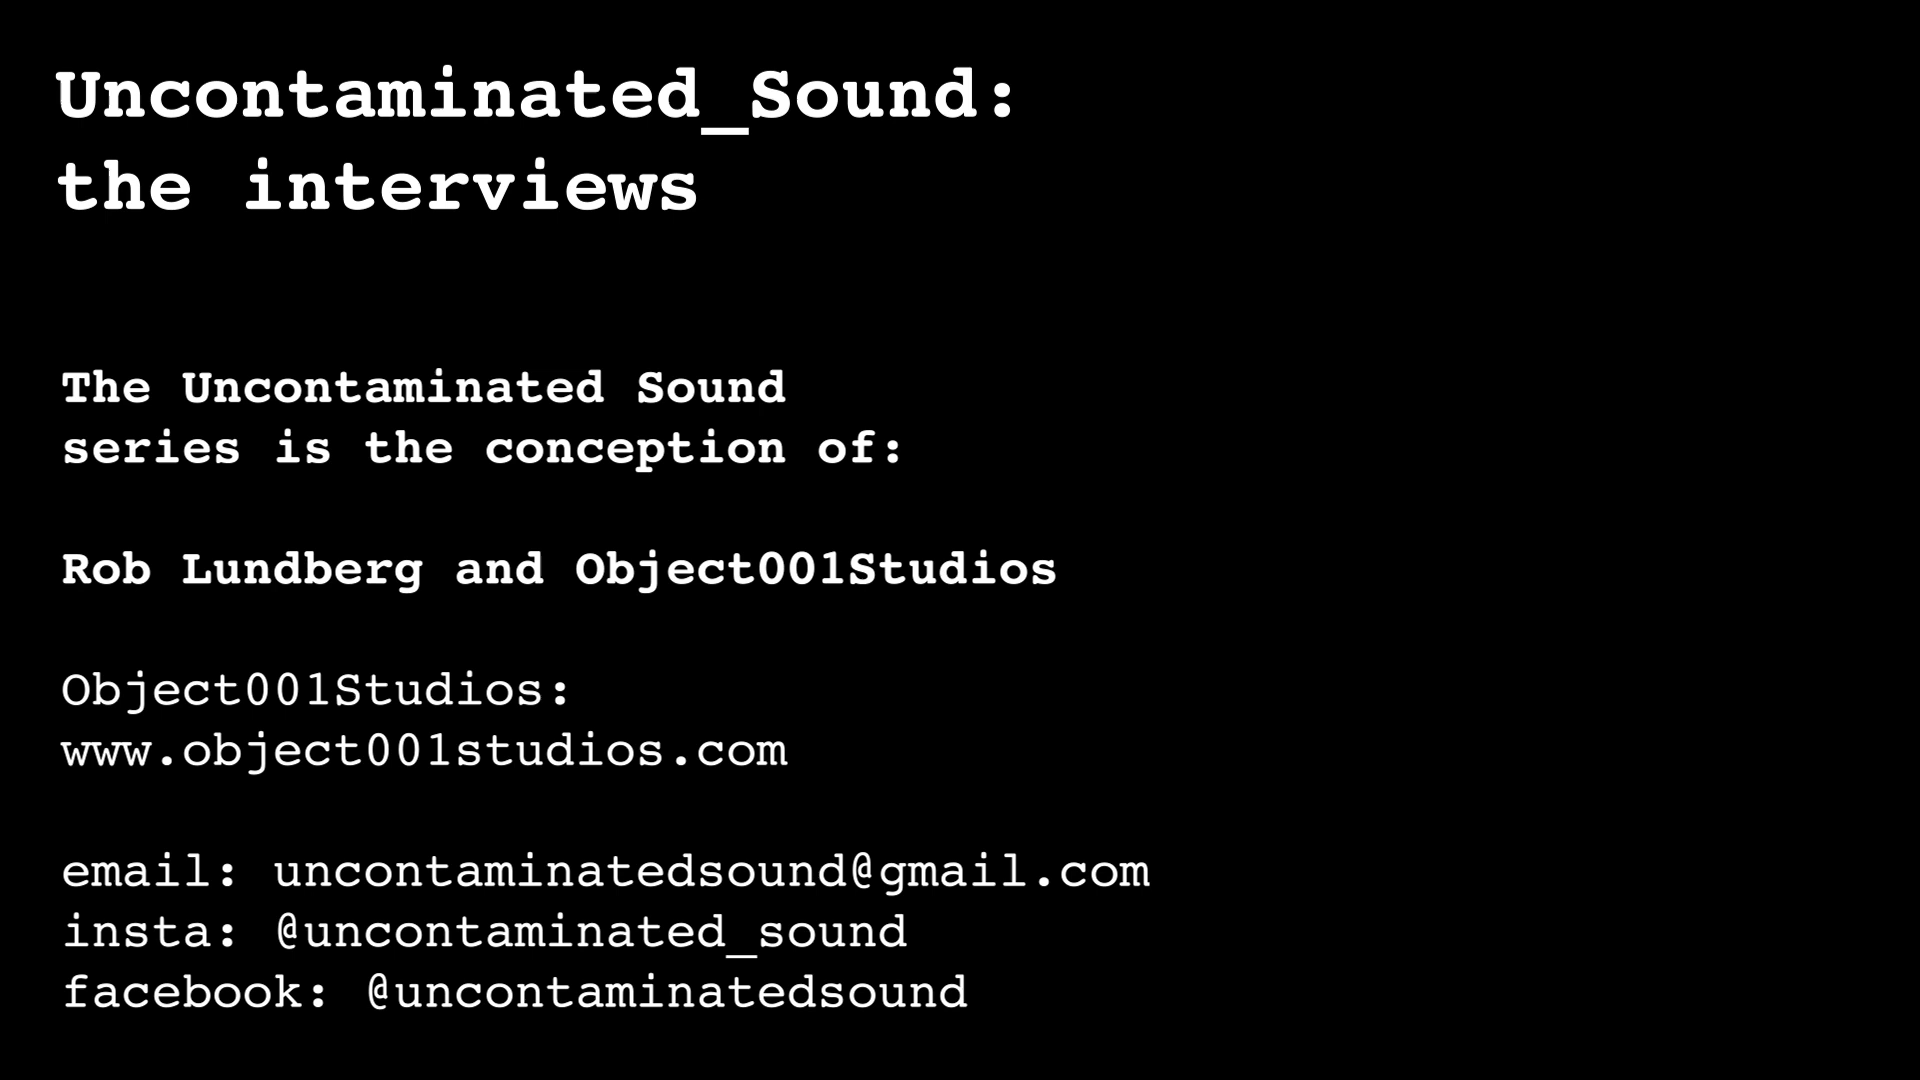 Uncontaminated_Sound:
the interviews
The Uncontaminated Sound
series is the conception of:
Rob Lundberg and Object001Studios
Object001Studios:
www.object001studios.com
email: uncontaminatedsound@gmail.com
insta: @uncontaminated_sound
facebook: @uncontaminatedsound